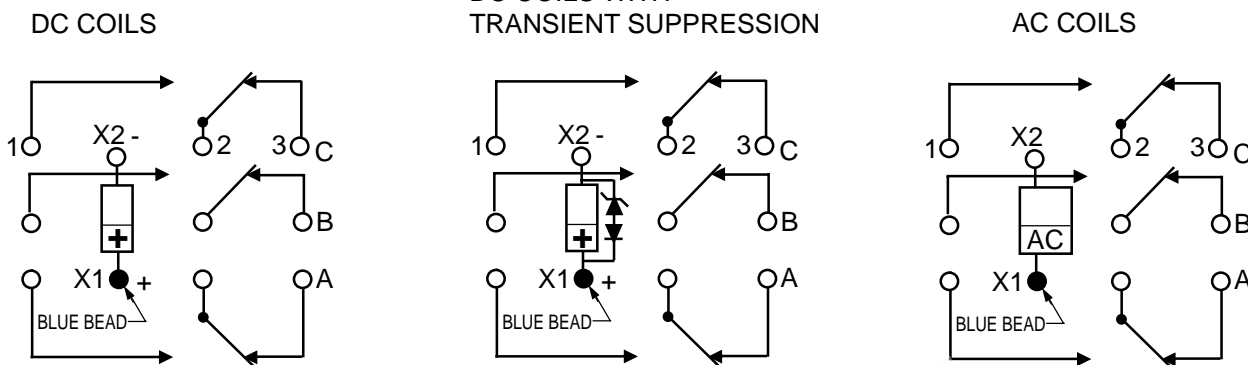 DC COILS
TRANSIENT SUPPRESSION
AC COILS
1 X2 - 2 3 C
B
+
X1 + A
BLUE BEAD
1 X2 - 2 3 C
B
+
X1 + A
BLUE BEAD
1 X2 2 3 C
B
AC
X1 A
BLUE BEAD